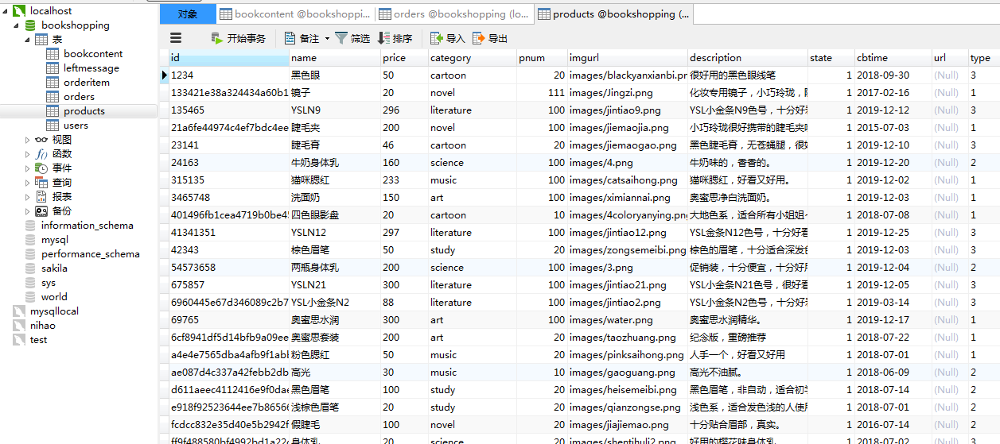 localhost
bookshopping
表
bookcontent
leftmessage
orderitem
orders
products
users
视图
函数
事件
查询
报表
备份
information_schema
mysql
performance_schema
sakila
sys
world
mysqllocal
nihao
test
对象 bookcontent @bookshoppi... orders @bookshopping (lo... products @bookshopping (...
开始事务 备注 筛选 排序 导入 导出
id name price category pnum imgurl description state cbtime url type
1234 黑色眼 50 cartoon 20 images/blackyanxianbi.pr 很好用的黑色眼线笔 1 2018-09-30 (Null) 3
133421e38a324434a60b1 镜子 20 novel 111 images/Jingzi.png 化妆专用镜子，小巧玲珑， 1 2017-02-16 (Null) 1
135465 YSLN9 296 literature 100 images/jintiao9.png YSL小金条N9色号，十分好看 1 2019-12-12 (Null) 3
21a6fe44974c4ef7bdc4ee 睫毛夹 200 novel 100 images/jiemaojia.png 小巧玲珑很好携带的睫毛夹 1 2015-07-03 (Null) 1
23141 睫毛膏 46 cartoon 20 images/jiemaogao.png 黑色睫毛膏，无苍蝇腿，很 1 2019-12-10 (Null) 3
24163 牛奶身体乳 160 science 100 images/4.png 牛奶味的，香香的。 1 2019-12-20 (Null) 2
315135 猫咪腮红 233 music 100 images/catsaihong.png 猫咪腮红，好看又好用。 1 2019-12-02 (Null) 1
3465748 洗面奶 150 art 100 images/ximiannai.png 奥蜜思净白洗面奶。 1 2019-12-03 (Null) 1
401496fb1cea4719b0be45 四色眼影盘 20 cartoon 10 images/4coloryanying.png 大地色系，适合所有小姐姐 1 2018-07-08 (Null) 1
41341351 YSLN12 297 literature 100 images/jintiao12.png YSL金条N12色号，十分好看 1 2019-12-25 (Null) 3
42343 棕色眉笔 50 study 20 images/zongsemeibi.png 棕色的眉笔，十分适合深发色 1 2019-12-03 (Null) 3
54573658 两瓶身体乳 200 science 100 images/3.png 促销装，十分便宜，十分好用 1 2019-12-06 (Null) 2
675857 YSLN21 300 literature 100 images/jintiao21.png YSL小金条N21色号，很好看 1 2019-12-05 (Null) 3
6960445e67d346089c2b7 YSL小金条N2 88 literature 100 images/jintiao2.png YSL小金条N2色号，十分好看 1 2019-03-14 (Null) 3
69765 奥蜜思水润 300 art 100 images/water.png 奥蜜思水润精华。 1 2019-12-17 (Null) 1
6cf8941df5d14bfb9a09ee 奥蜜思套装 200 art 20 images/taozhuang.png 纪念版，重磅推荐 1 2018-07-22 (Null) 1
a4e4e7565dba4afb9f1abb 粉色腮红 50 music 20 images/pinksaihong.png 人手一个，好看又好用 1 2018-07-01 (Null) 1
ae087d4c337a42febb2db 高光 30 music 10 images/gaoguang.png 高光不油腻。 1 2018-06-09 (Null) 2
d611aeec4112416e9f0dae 黑色眉笔 100 study 20 images/heisemeibi.png 黑色眉笔，非自动，适合初学 1 2018-07-14 (Null) 2
e918f92523644ee7b86566 浅棕色眉笔 20 study 20 images/qianzongse.png 浅色系，适合发色浅的人使用 1 2018-07-01 (Null) 2
fcdcc832e35d40e5b2942f 假睫毛 100 novel 20 images/jiajiemao.png 十分贴合眉部，真实。 1 2016-07-14 (Null) 1
ff9f488580bf4992bd1a22 身体乳 20 science 20 images/shentihuli2.png 好用的樱花味身体乳 1 2018-07-14 (Null) 2